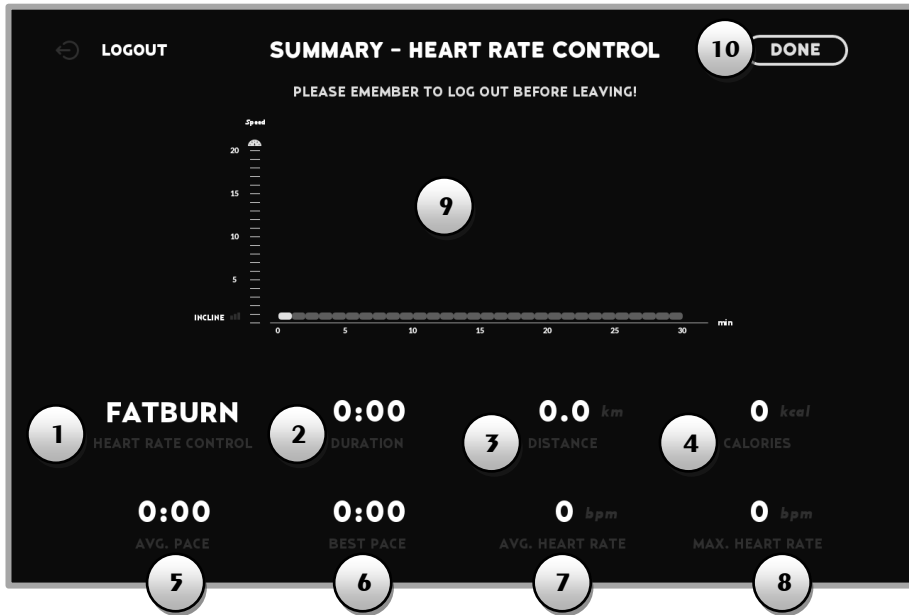 LOGOUT
SUMMARY - HEART RATE CONTROL
10
DONE
PLEASE EMEMBER TO LOG OUT BEFORE LEAVING!
Speed
20
15
10
5
9
INCLINE
0 5 10 15 20 25 30 min
FATBURN 0:00 0.0 km 0 kcal
1 HEART RATE CONTROL 2 DURATION 3 DISTANCE 4 CALORIES
0:00 0:00 0 bpm 0 bpm
AVG. PACE BEST PACE AVG. HEART RATE MAX. HEART RATE
5 6 7 8